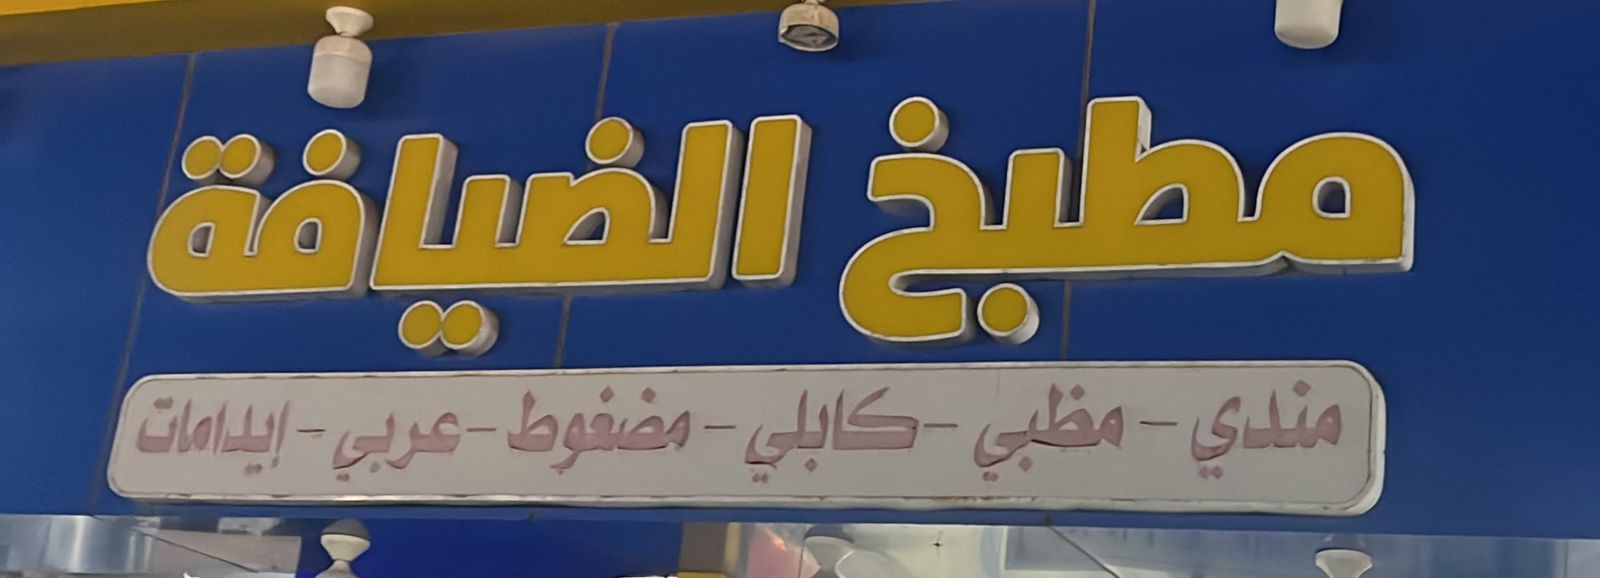 مطبخ الضيافة
مندي - مظبي - كابلي - مضغوط - عربي - إيدامات